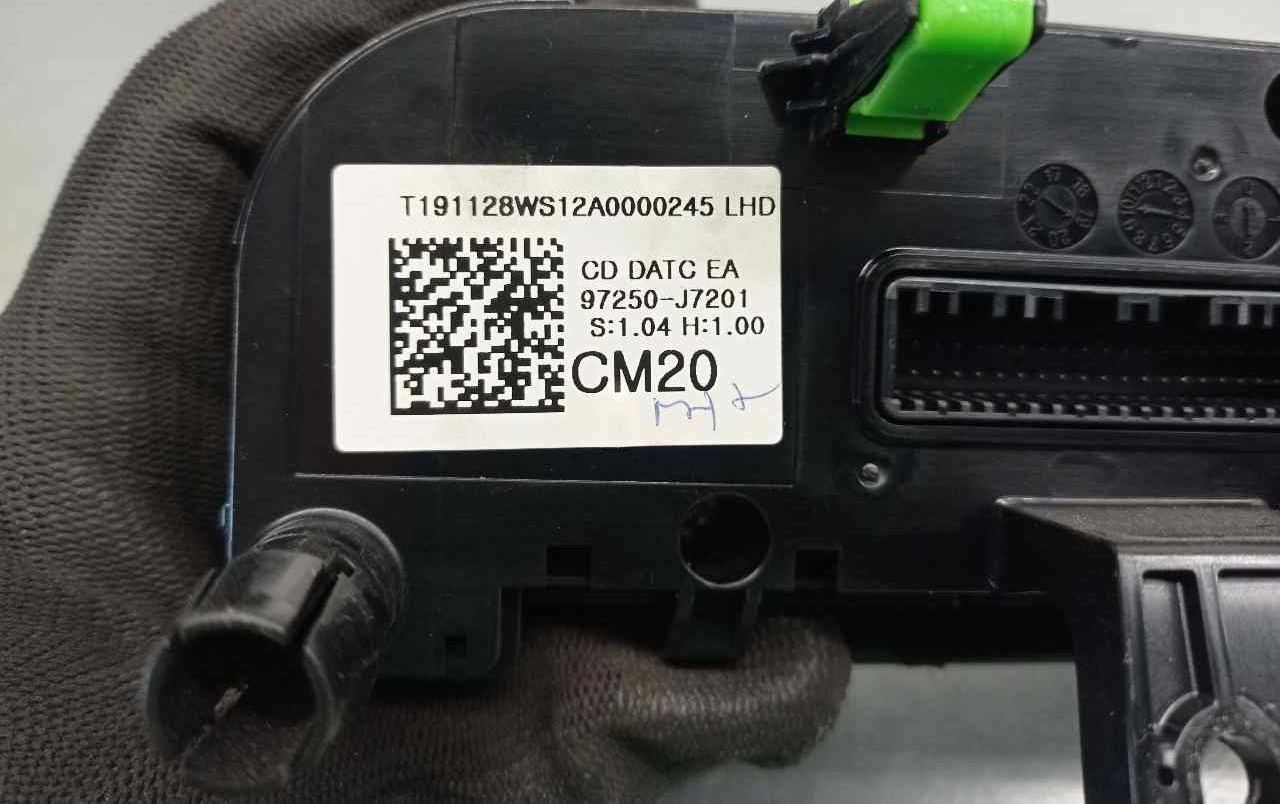 T191128WS12A0000245 LHD
CD DATC EA
97250-J7201
S:1.04 H:1.00
CM20